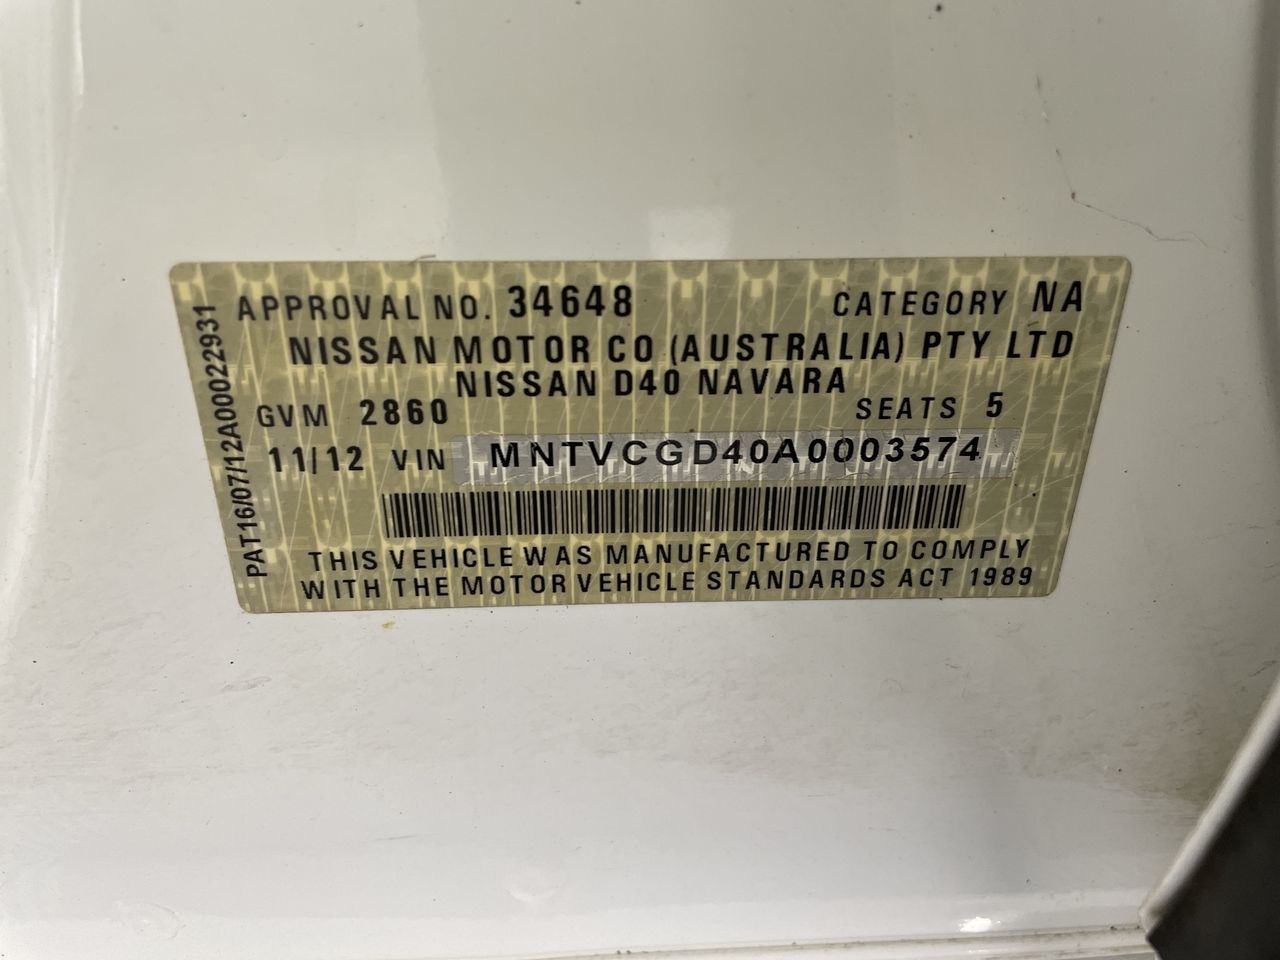 APPROVAL NO. 34648 CATEGORY NA
NISSAN MOTOR CO (AUSTRALIA) PTY LTD
NISSAN D40 NAVARA
GVM 2860 SEATS 5
11/12 VIN MNTVCGD40A0003574
THIS VEHICLE WAS MANUFACTURED TO COMPLY
WITH THE MOTOR VEHICLE STANDARDS ACT 1989
PAT16/07/12A00022931